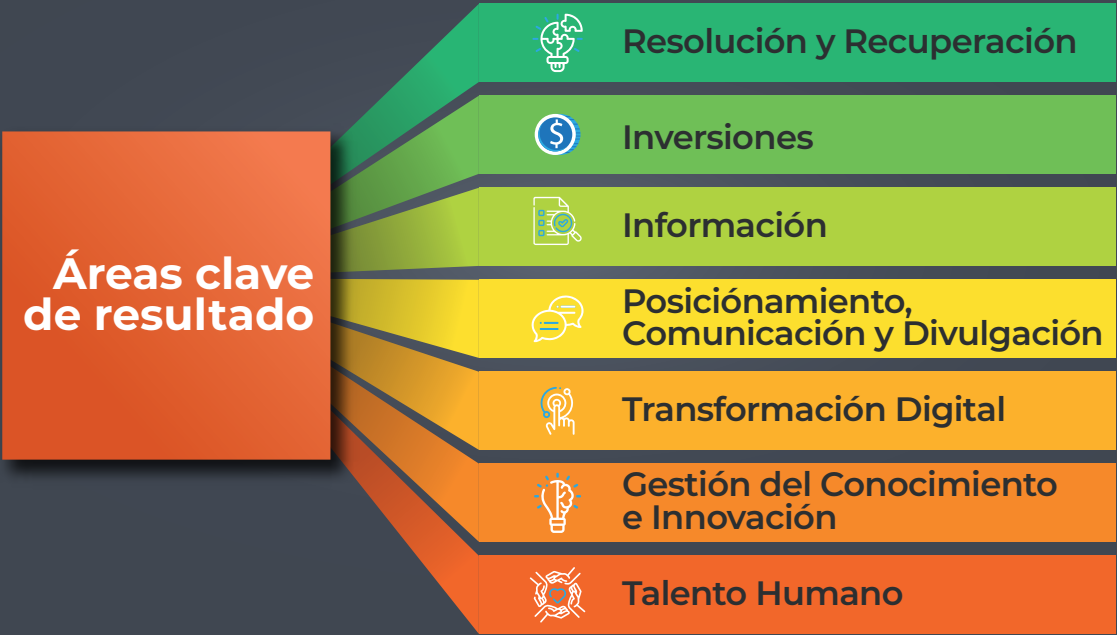 Áreas clave
de resultado
Resolución y Recuperación
Inversiones
Información
Posiciónamiento,
Comunicación y Divulgación
Transformación Digital
Gestión del Conocimiento
e Innovación
Talento Humano